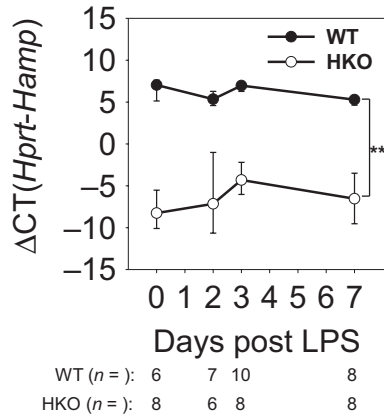 WT
HKO
ΔCT(Hprt-Hamp)
15
10
5
0
−5
−10
−15
**
0 1 2 3 4 5 6 7
Days post LPS
WT (n = ): 6 7 10 8
HKO (n = ): 8 6 8 8